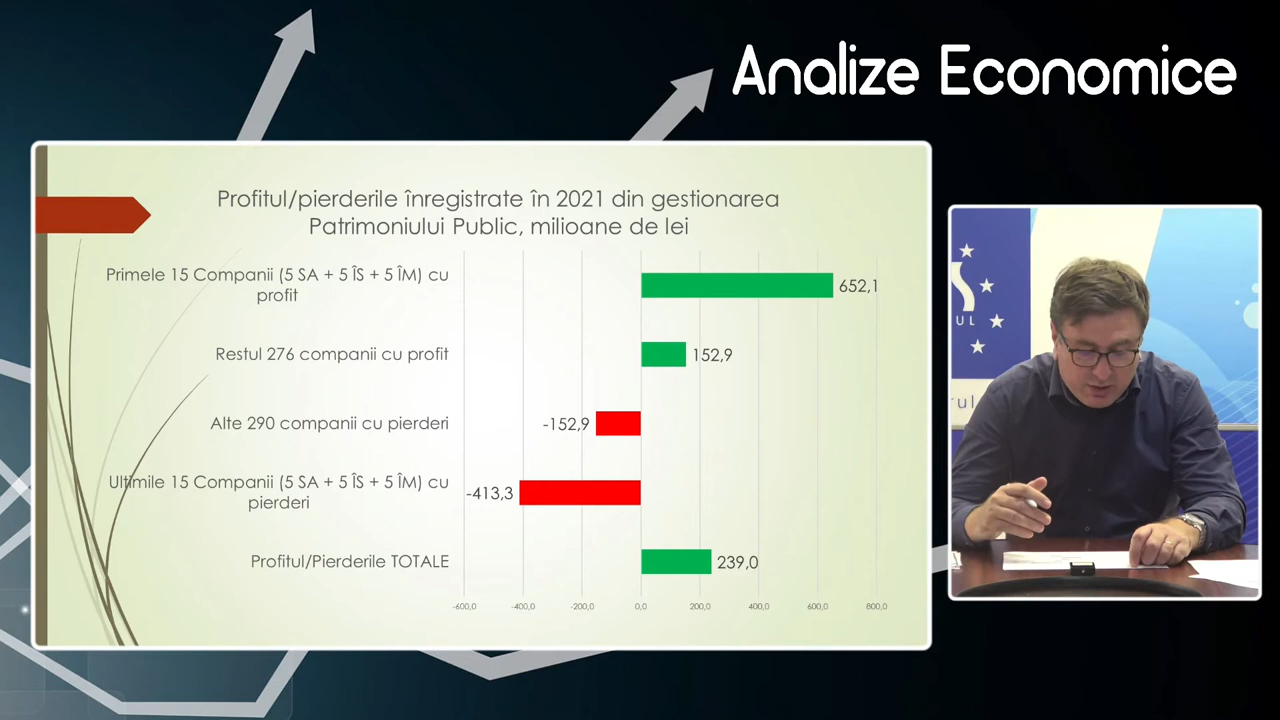 Analize Economice
Profitul/pierderile înregistrate în 2021 din gestionarea
Patrimoniului Public, milioane de lei
Primele 15 Companii (5 SA + 5 ÎS + 5 ÎM) cu
profit
652,1
Restul 276 companii cu profit
152,9
Alte 290 companii cu pierderi
-152,9
Ultimile 15 Companii (5 SA + 5 ÎS + 5 ÎM) cu
pierderi
-413,3
Profitul/Pierderile TOTALE
239,0
-600,0 -400,0 -200,0 0,0 200,0 400,0 600,0 800,0
UL